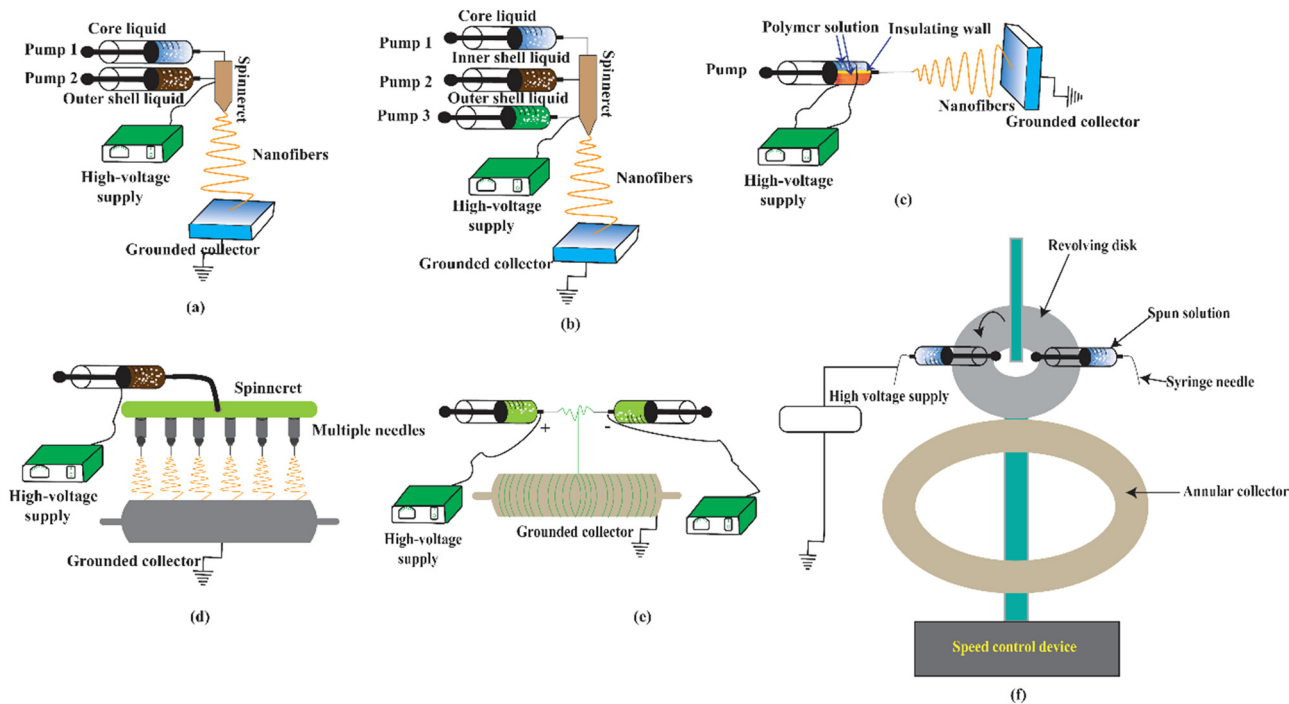 Core liquid
Pump 1
Pump 2
Outer shell liquid
Spinneret
Nanofibers
High-voltage
supply
Grounded collector
(a)
Core liquid
Pump 1
Inner shell liquid
Pump 2
Outer shell liquid
Pump 3
Spinneret
Nanofibers
High-voltage
supply
Grounded collector
(b)
Polymer solution
Insulating wall
Pump
Nanofibers
Grounded collector
High-voltage
supply
(c)
Spinneret
Multiple needles
High-voltage
supply
Grounded collector
(d)
+
-
Grounded collector
High-voltage
supply
(e)
Revolving disk
Spun solution
Syringe needle
High voltage supply
Annular collector
Speed control device
(f)